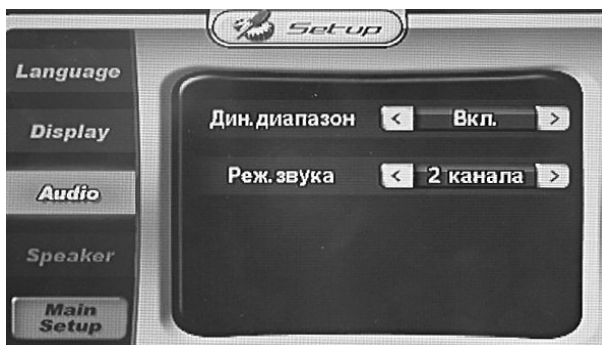 Setup
Language
Display
Audio
Speaker
Main
Setup
Дин. диапазон < Вкл. >
Реж. звука < 2 канала >